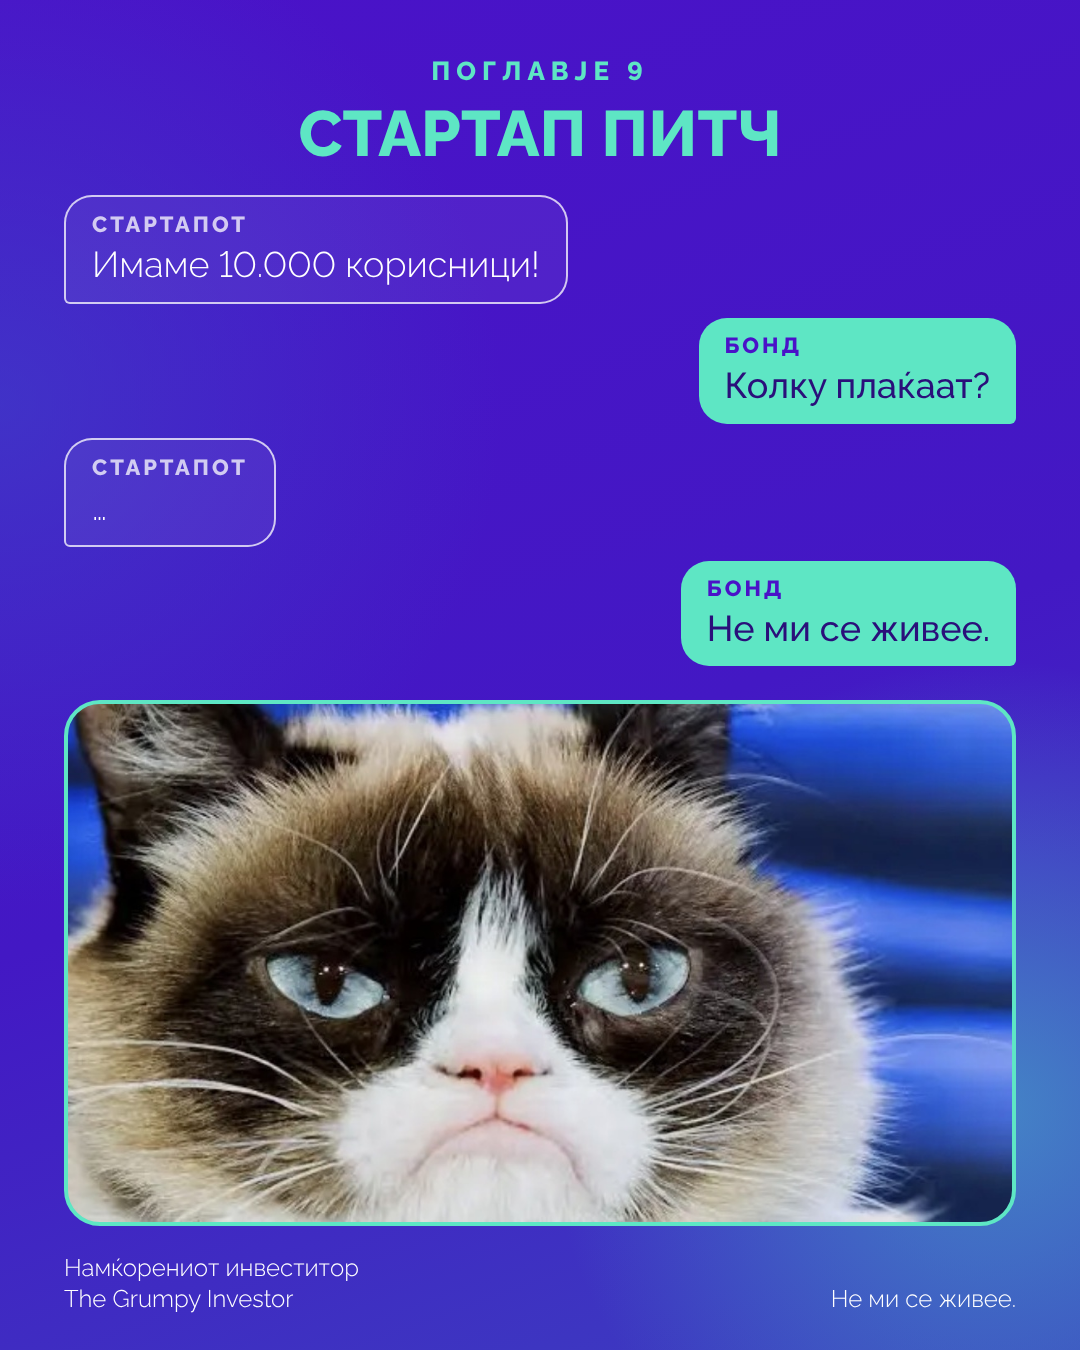 ПОГЛАВЈЕ 9
СТАРТАП ПИТЧ
СТАРТАПОТ
Имаме 10.000 корисници!
БОНД
Колку плаќаат?
СТАРТАПОТ
...
БОНД
Не ми се живее.
Намќорениот инвеститор
The Grumpy Investor
Не ми се живее.